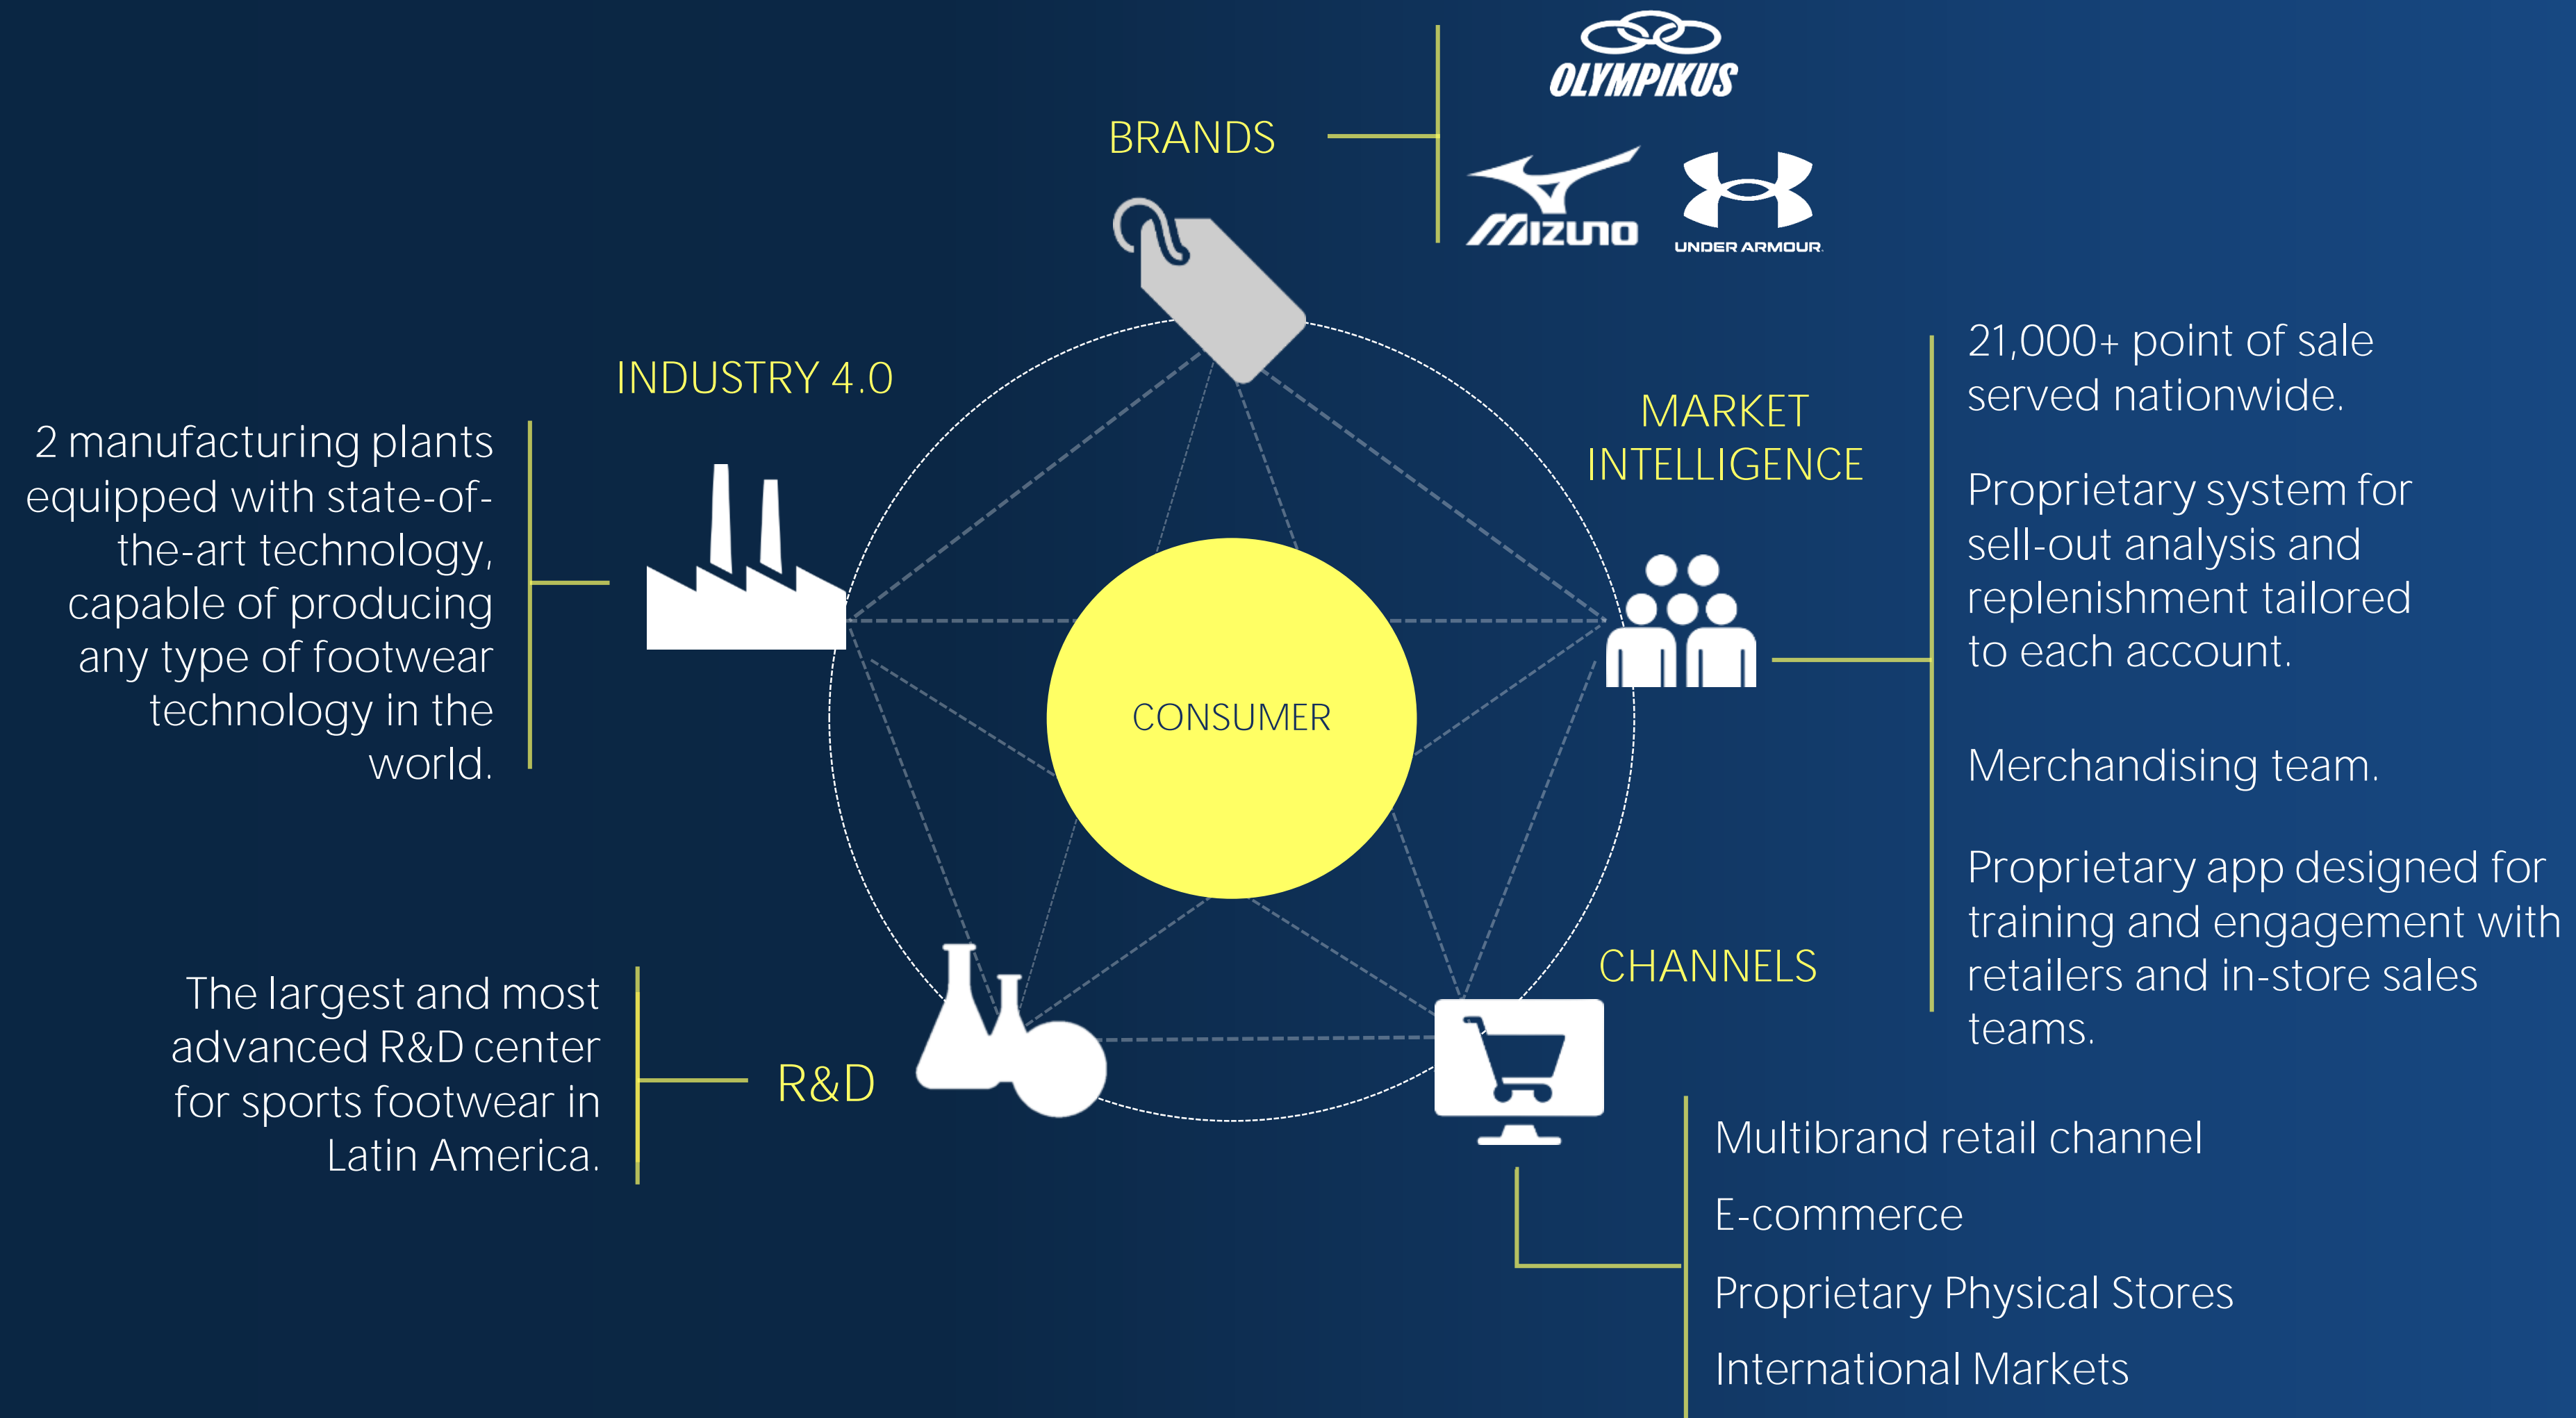 OLYMPIKUS
BRANDS
MIZUNO
UNDER ARMOUR.
INDUSTRY 4.0
2 manufacturing plants
equipped with state-of-
the-art technology,
capable of producing
any type of footwear
technology in the
world.
MARKET
INTELLIGENCE
21,000+ point of sale
served nationwide.
Proprietary system for
sell-out analysis and
replenishment tailored
to each account.
Merchandising team.
Proprietary app designed for
training and engagement with
retailers and in-store sales
teams.
CONSUMER
The largest and most
advanced R&D center
for sports footwear in
Latin America.
R&D
CHANNELS
Multibrand retail channel
E-commerce
Proprietary Physical Stores
International Markets